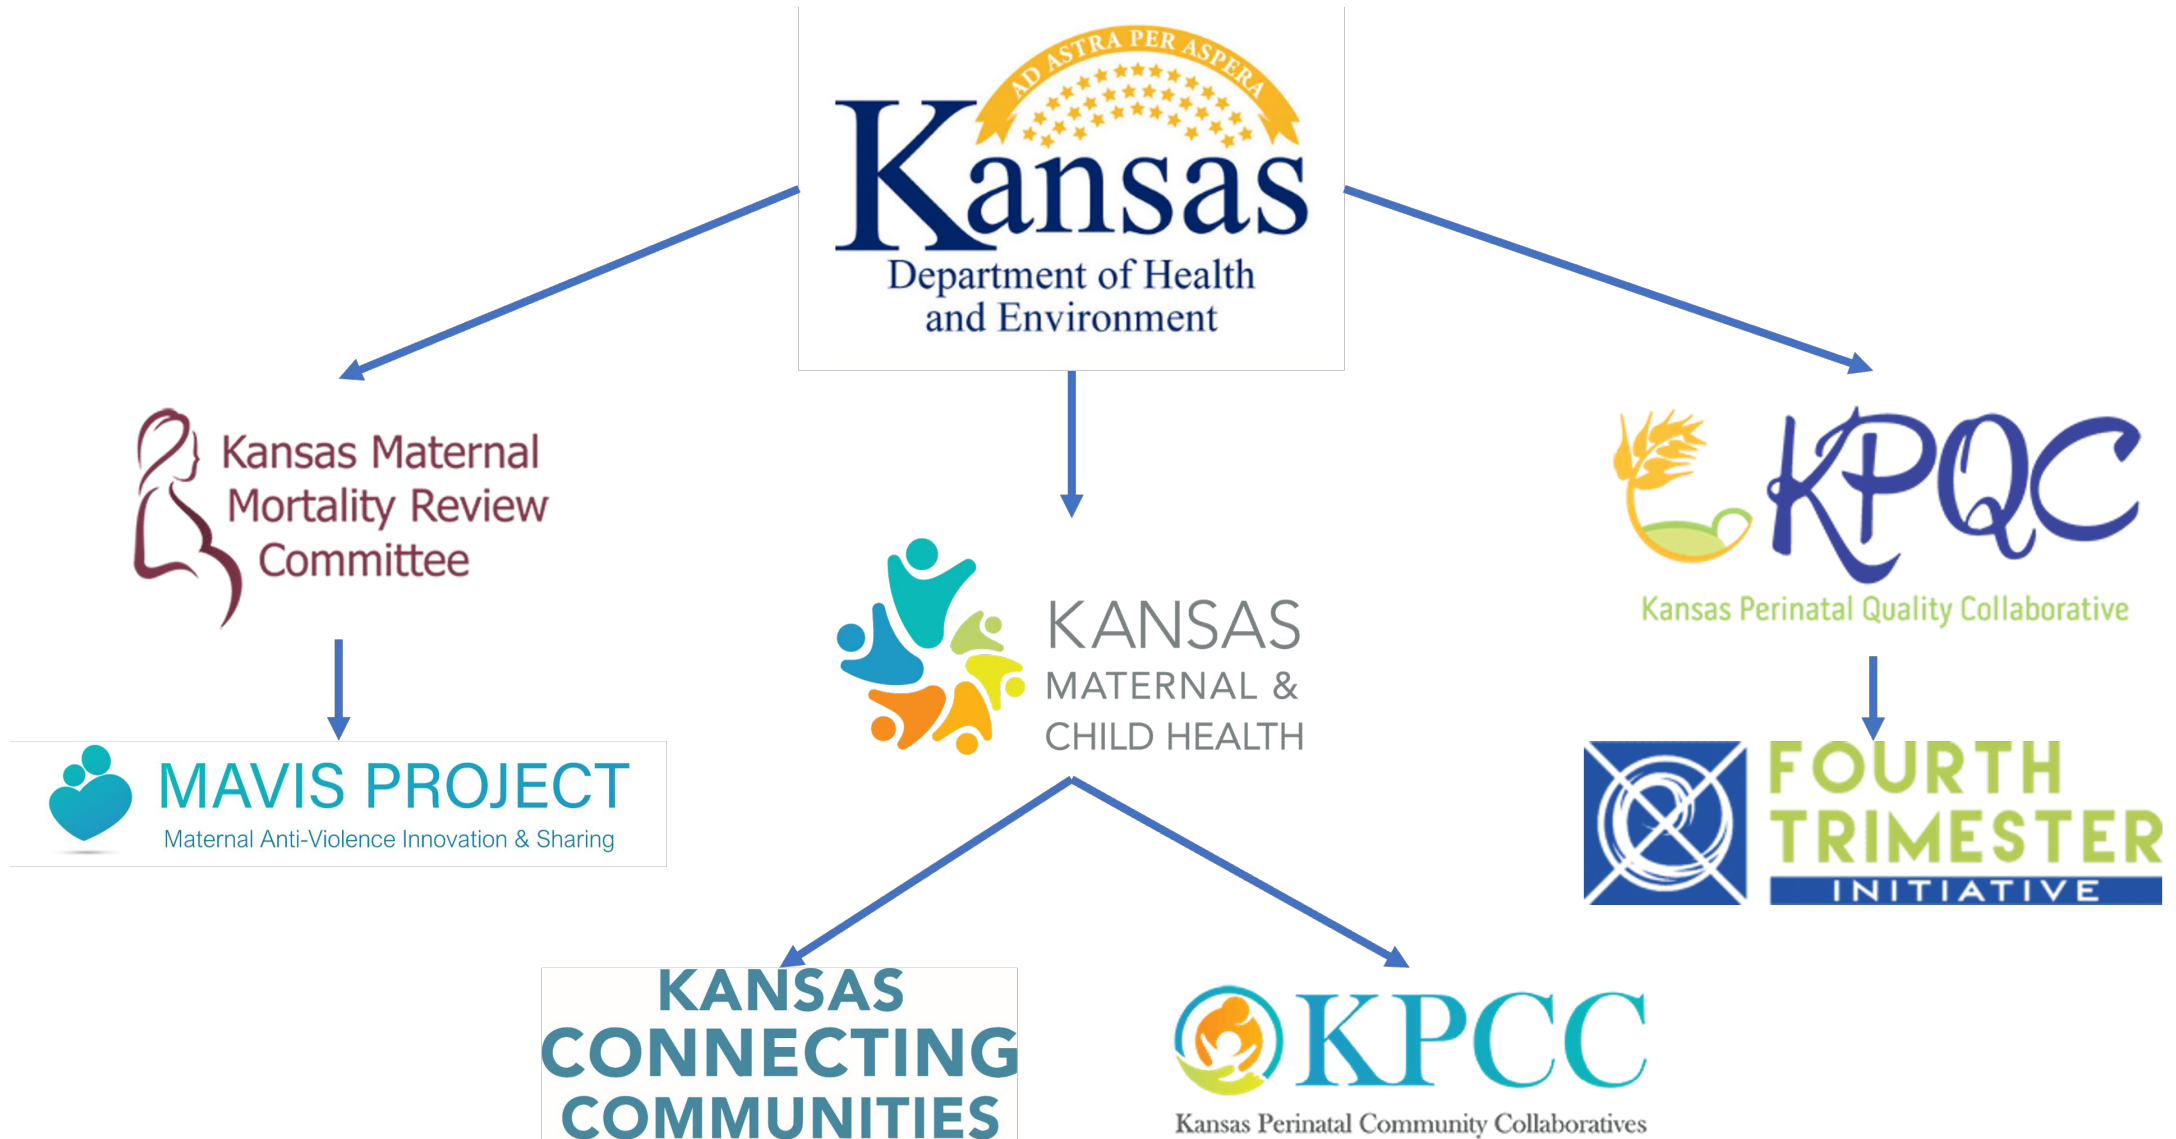 AD ASTRA PER ASPERA
Kansas
Department of Health
and Environment
Kansas Maternal
Mortality Review
Committee
KPQC
Kansas Perinatal Quality Collaborative
KANSAS
MATERNAL &
CHILD HEALTH
MAVIS PROJECT
Maternal Anti-Violence Innovation & Sharing
FOURTH
TRIMESTER
INITIATIVE
KANSAS
CONNECTING
COMMUNITIES
KPCC
Kansas Perinatal Community Collaboratives